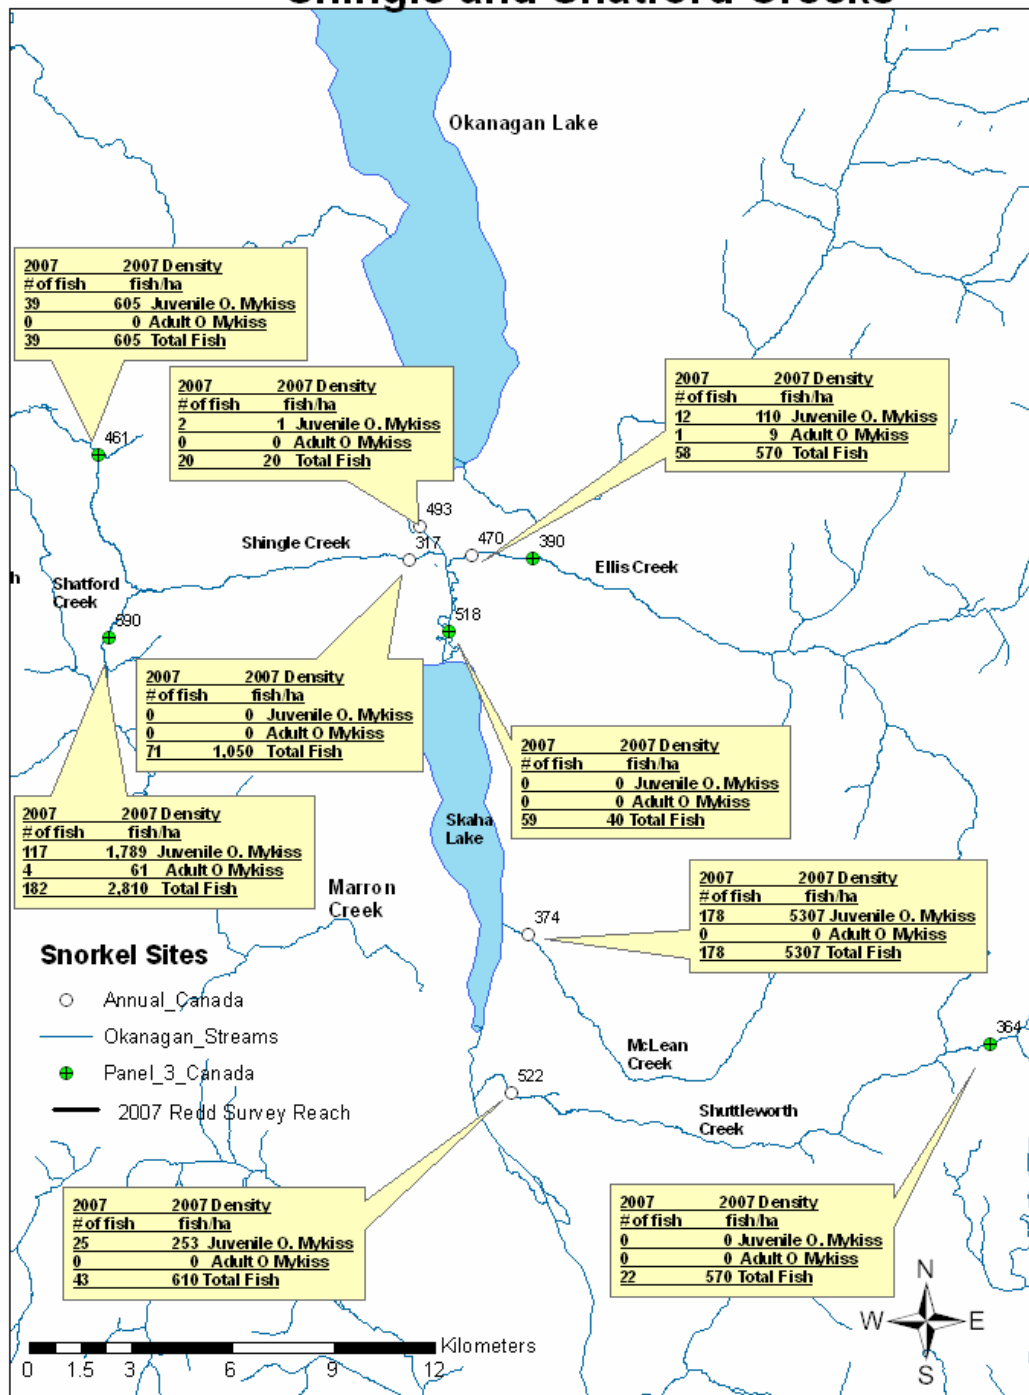 Shingle and Shatford Creeks
Okanagan Lake
2007 2007 Density
# of fish fish/ha
39 605 Juvenile O. Mykiss
0 0 Adult O Mykiss
39 605 Total Fish
2007 2007 Density
# of fish fish/ha
2 1 Juvenile O. Mykiss
0 0 Adult O Mykiss
20 20 Total Fish
2007 2007 Density
# of fish fish/ha
12 110 Juvenile O. Mykiss
1 9 Adult O Mykiss
58 570 Total Fish
461
493
317
470
390
Shingle Creek
Ellis Creek
h
Shatford
Creek
590
518
2007 2007 Density
# of fish fish/ha
0 0 Juvenile O. Mykiss
0 0 Adult O Mykiss
71 1,050 Total Fish
2007 2007 Density
# of fish fish/ha
0 0 Juvenile O. Mykiss
0 0 Adult O Mykiss
59 40 Total Fish
2007 2007 Density
# of fish fish/ha
117 1,789 Juvenile O. Mykiss
4 61 Adult O Mykiss
182 2,810 Total Fish
Skaha
Lake
Marron
Creek
2007 2007 Density
# of fish fish/ha
178 5307 Juvenile O. Mykiss
0 0 Adult O Mykiss
178 5307 Total Fish
374
Snorkel Sites
Annual_Canada
Okanagan_Streams
Panel_3_Canada
2007 Redd Survey Reach
McLean
Creek
364
522
Shuttleworth
Creek
2007 2007 Density
# of fish fish/ha
25 253 Juvenile O. Mykiss
0 0 Adult O Mykiss
43 610 Total Fish
2007 2007 Density
# of fish fish/ha
0 0 Juvenile O. Mykiss
0 0 Adult O Mykiss
22 570 Total Fish
N
W E
S
Kilometers
0 1.5 3 6 9 12